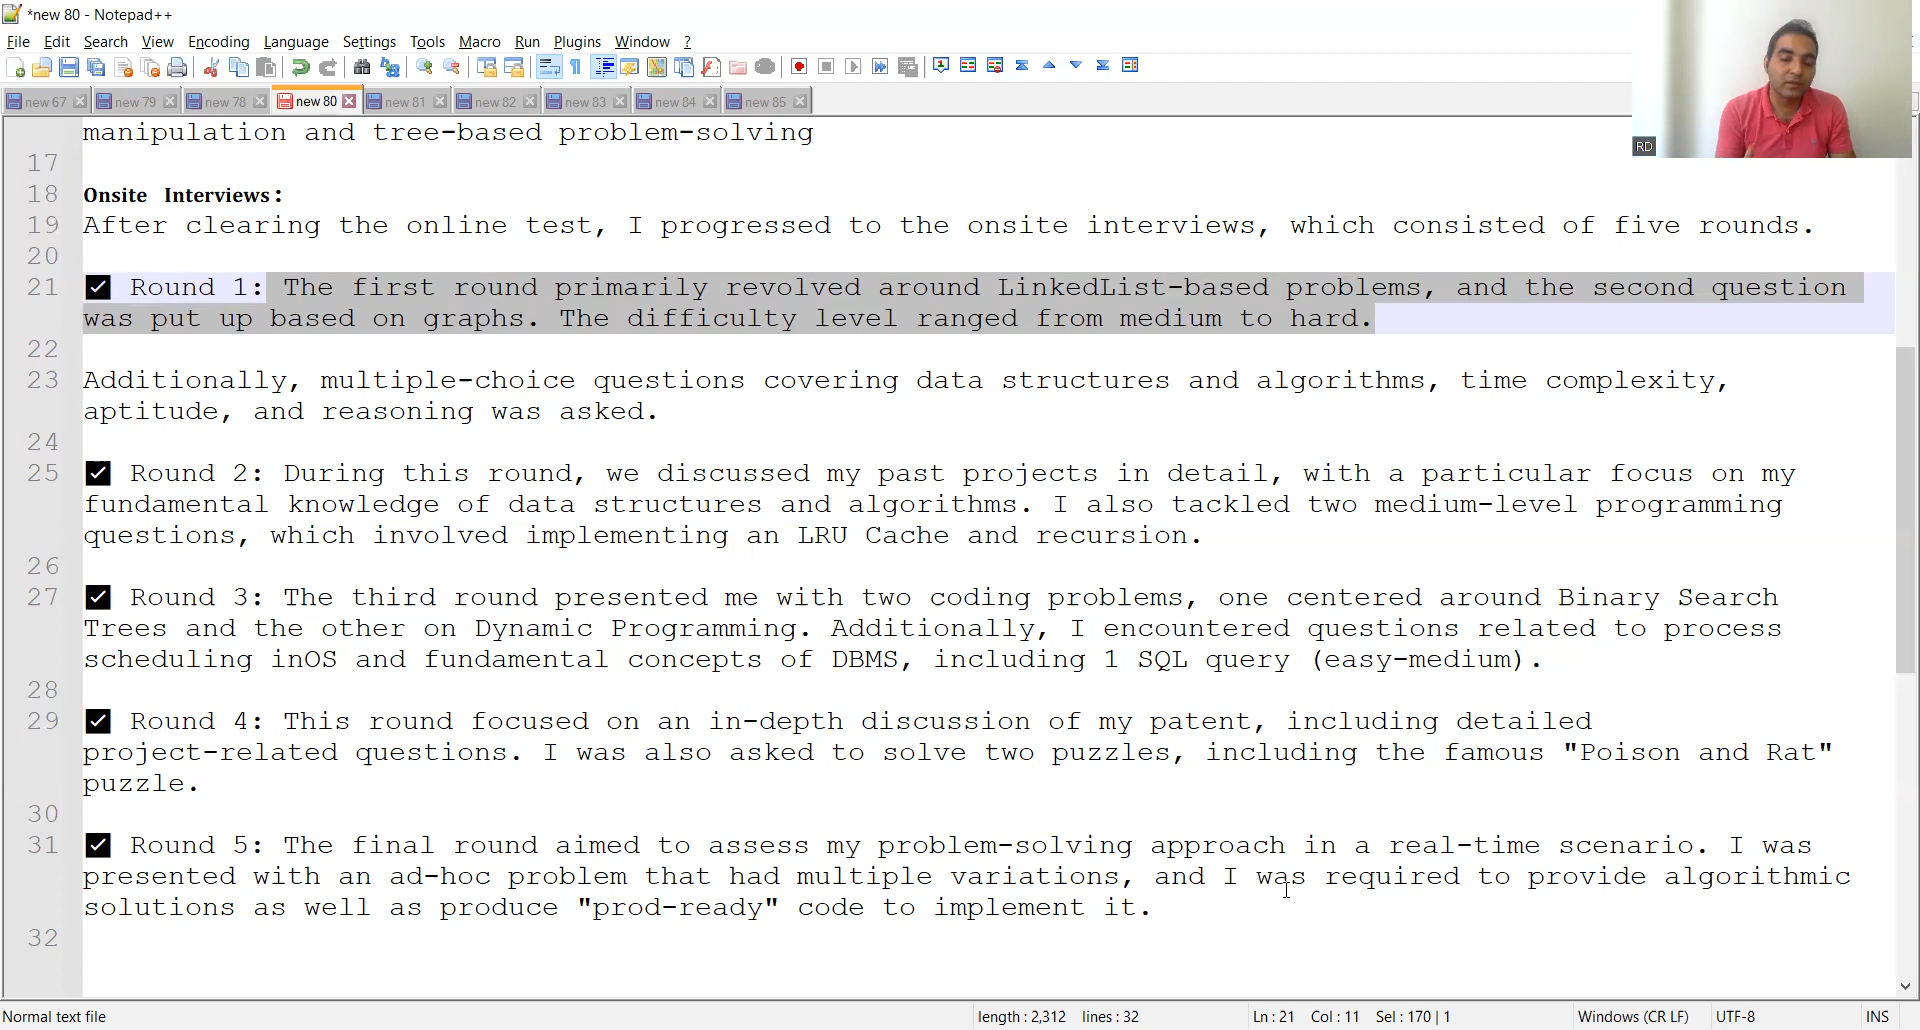 *new 80 - Notepad++
File Edit Search View Encoding Language Settings Tools Macro Run Plugins Window ?
new 67 new 79 new 78 new 80 new 81 new 82 new 83 new 84 new 85
RD
manipulation and tree-based problem-solving
17
18 Onsite Interviews:
19 After clearing the online test, I progressed to the onsite interviews, which consisted of five rounds.
20
21 ✓ Round 1: The first round primarily revolved around LinkedList-based problems, and the second question
was put up based on graphs. The difficulty level ranged from medium to hard.
22
23 Additionally, multiple-choice questions covering data structures and algorithms, time complexity,
aptitude, and reasoning was asked.
24
25 ✓ Round 2: During this round, we discussed my past projects in detail, with a particular focus on my
fundamental knowledge of data structures and algorithms. I also tackled two medium-level programming
questions, which involved implementing an LRU Cache and recursion.
26
27 ✓ Round 3: The third round presented me with two coding problems, one centered around Binary Search
Trees and the other on Dynamic Programming. Additionally, I encountered questions related to process
scheduling inOS and fundamental concepts of DBMS, including 1 SQL query (easy-medium).
28
29 ✓ Round 4: This round focused on an in-depth discussion of my patent, including detailed
project-related questions. I was also asked to solve two puzzles, including the famous "Poison and Rat"
puzzle.
30
31 ✓ Round 5: The final round aimed to assess my problem-solving approach in a real-time scenario. I was
presented with an ad-hoc problem that had multiple variations, and I was required to provide algorithmic
solutions as well as produce "prod-ready" code to implement it.
32
Normal text file length : 2,312 lines : 32 Ln : 21 Col : 11 Sel : 170 | 1 Windows (CR LF) UTF-8 INS